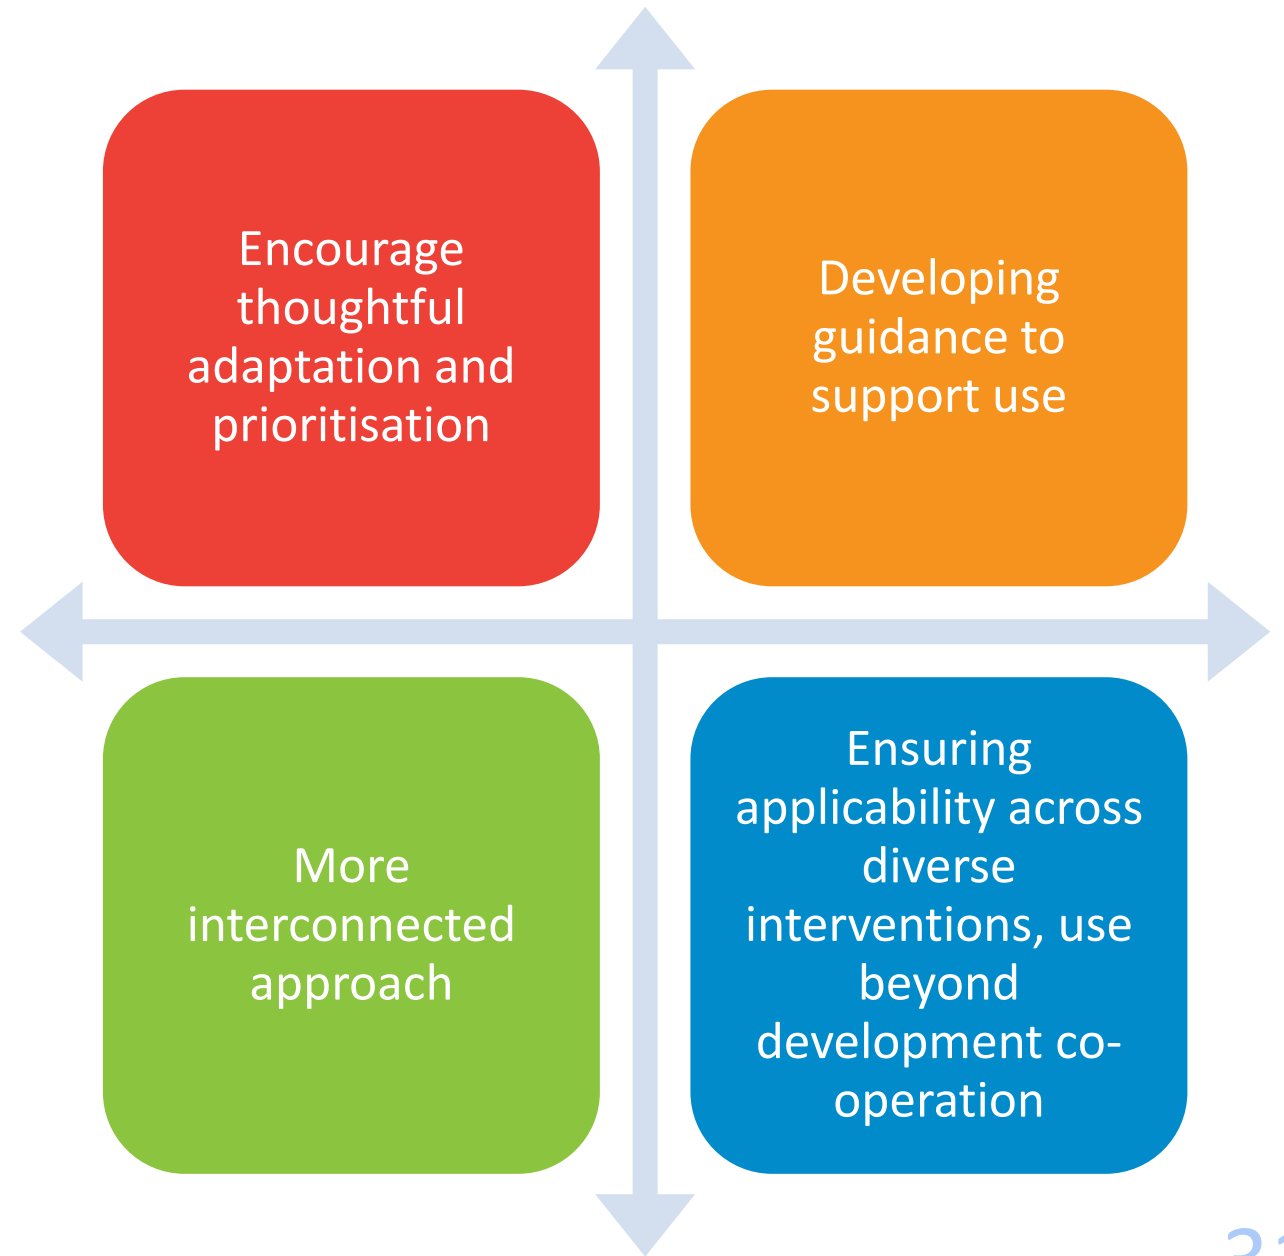 Encourage
thoughtful
adaptation and
prioritisation
Developing
guidance to
support use
More
interconnected
approach
Ensuring
applicability across
diverse
interventions, use
beyond
development co-
operation